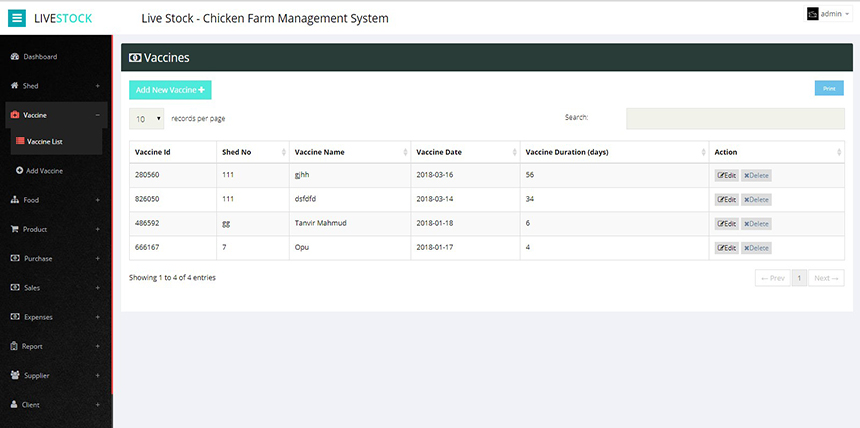 LIVESTOCK Live Stock - Chicken Farm Management System admin
Dashboard
Shed +
Vaccine −
Vaccine List
Add Vaccine
Food +
Product +
Purchase +
Sales +
Expenses +
Report +
Supplier +
Client +
Vaccines
Add New Vaccine + Print
10 records per page Search:
Vaccine Id Shed No Vaccine Name Vaccine Date Vaccine Duration (days) Action
280560 111 gjhh 2018-03-16 56 Edit Delete
826050 111 dsfdfd 2018-03-14 34 Edit Delete
486592 gg Tanvir Mahmud 2018-01-18 6 Edit Delete
666167 7 Opu 2018-01-17 4 Edit Delete
Showing 1 to 4 of 4 entries ← Prev 1 Next →